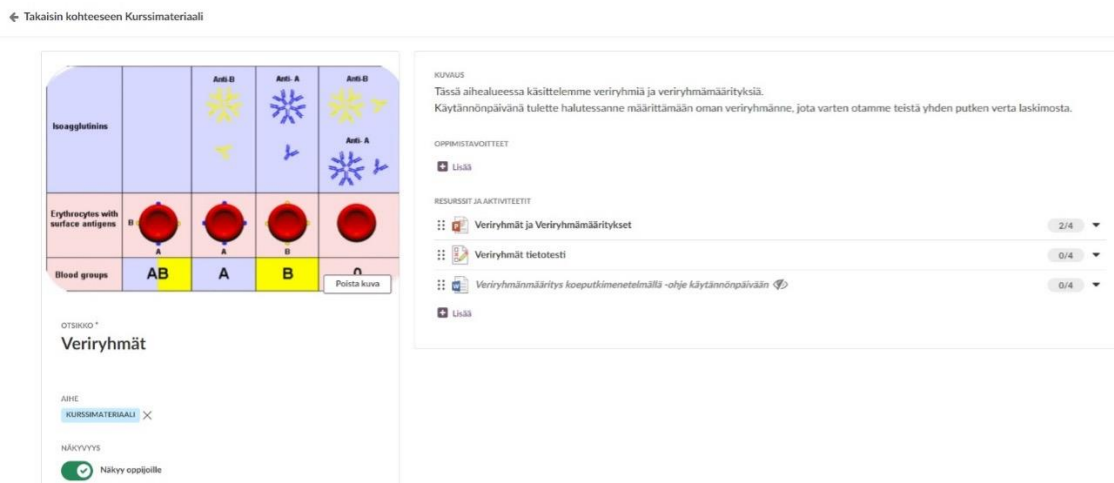 Takaisin kohteeseen Kurssimateriaali
Anti-B
Anti- A
Anti-B
Isoagglutinins
Anti- A
Erythrocytes with
surface antigens
B
A
A
B
Blood groups
AB
A
B
0
Poista kuva
OTSIKKO *
Veriryhmät
AIHE
KURSSIMATERIAALI
NÄKYVYYS
Näkyy oppijoille
KUVAUS
Tässä aihealueessa käsittelemme veriryhmiä ja veriryhmämäärityksiä.
Käytännönpäivänä tulette halutessanne määrittämään oman veriryhmänne, jota varten otamme teistä yhden putken verta laskimosta.
OPPIMISTAVOITTEET
Lisää
RESURSSIT JA AKTIVITEETIT
Veriryhmät ja Veriryhmämääritykset 2/4
Veriryhmät tietotesti 0/4
Veriryhmänmääritys koeputkimenetelmällä -ohje käytännönpäivään 0/4
Lisää